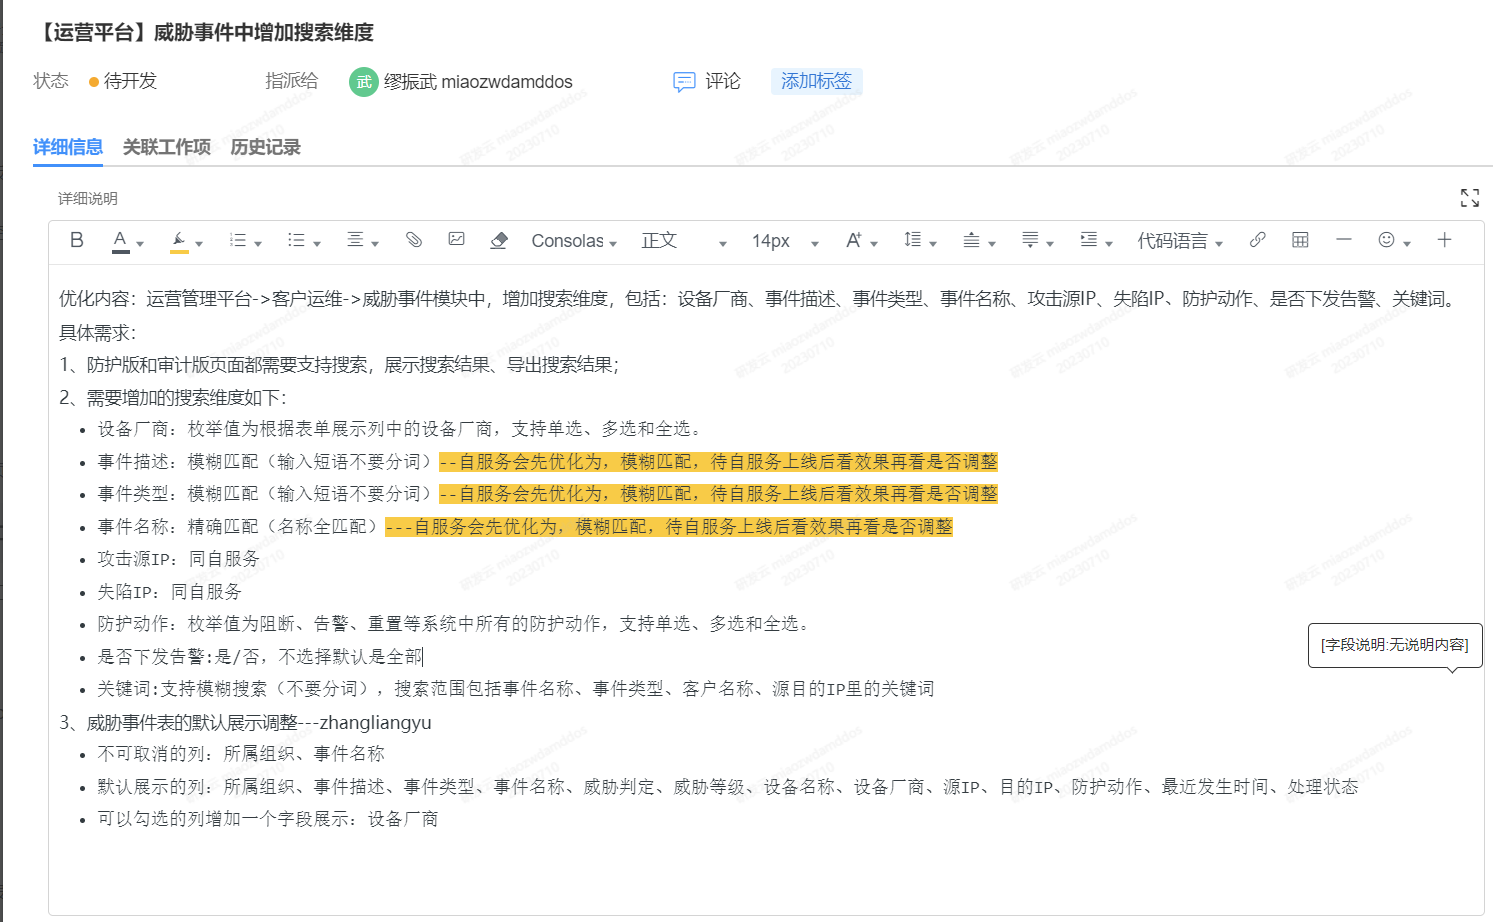 【运营平台】威胁事件中增加搜索维度
状态 待开发 指派给 武 缪振武 miaozwdamddos 评论 添加标签
详细信息 关联工作项 历史记录
详细说明
B A Consolas 正文 14px A 代码语言
优化内容：运营管理平台->客户运维->威胁事件模块中，增加搜索维度，包括：设备厂商、事件描述、事件类型、事件名称、攻击源IP、失陷IP、防护动作、是否下发告警、关键词。
具体需求：
1、防护版和审计版页面都需要支持搜索，展示搜索结果、导出搜索结果；
2、需要增加的搜索维度如下：
• 设备厂商：枚举值为根据表单展示列中的设备厂商，支持单选、多选和全选。
• 事件描述：模糊匹配（输入短语不要分词）--自服务会先优化为，模糊匹配，待自服务上线后看效果再看是否调整
• 事件类型：模糊匹配（输入短语不要分词）--自服务会先优化为，模糊匹配，待自服务上线后看效果再看是否调整
• 事件名称：精确匹配（名称全匹配）---自服务会先优化为，模糊匹配，待自服务上线后看效果再看是否调整
• 攻击源IP：同自服务
• 失陷IP：同自服务
• 防护动作：枚举值为阻断、告警、重置等系统中所有的防护动作，支持单选、多选和全选。
• 是否下发告警:是/否，不选择默认是全部
[字段说明:无说明内容]
• 关键词:支持模糊搜索（不要分词），搜索范围包括事件名称、事件类型、客户名称、源目的IP里的关键词
3、威胁事件表的默认展示调整---zhangliangyu
• 不可取消的列：所属组织、事件名称
• 默认展示的列：所属组织、事件描述、事件类型、事件名称、威胁判定、威胁等级、设备名称、设备厂商、源IP、目的IP、防护动作、最近发生时间、处理状态
• 可以勾选的列增加一个字段展示：设备厂商
研发云 miaozwdamddos
20230710